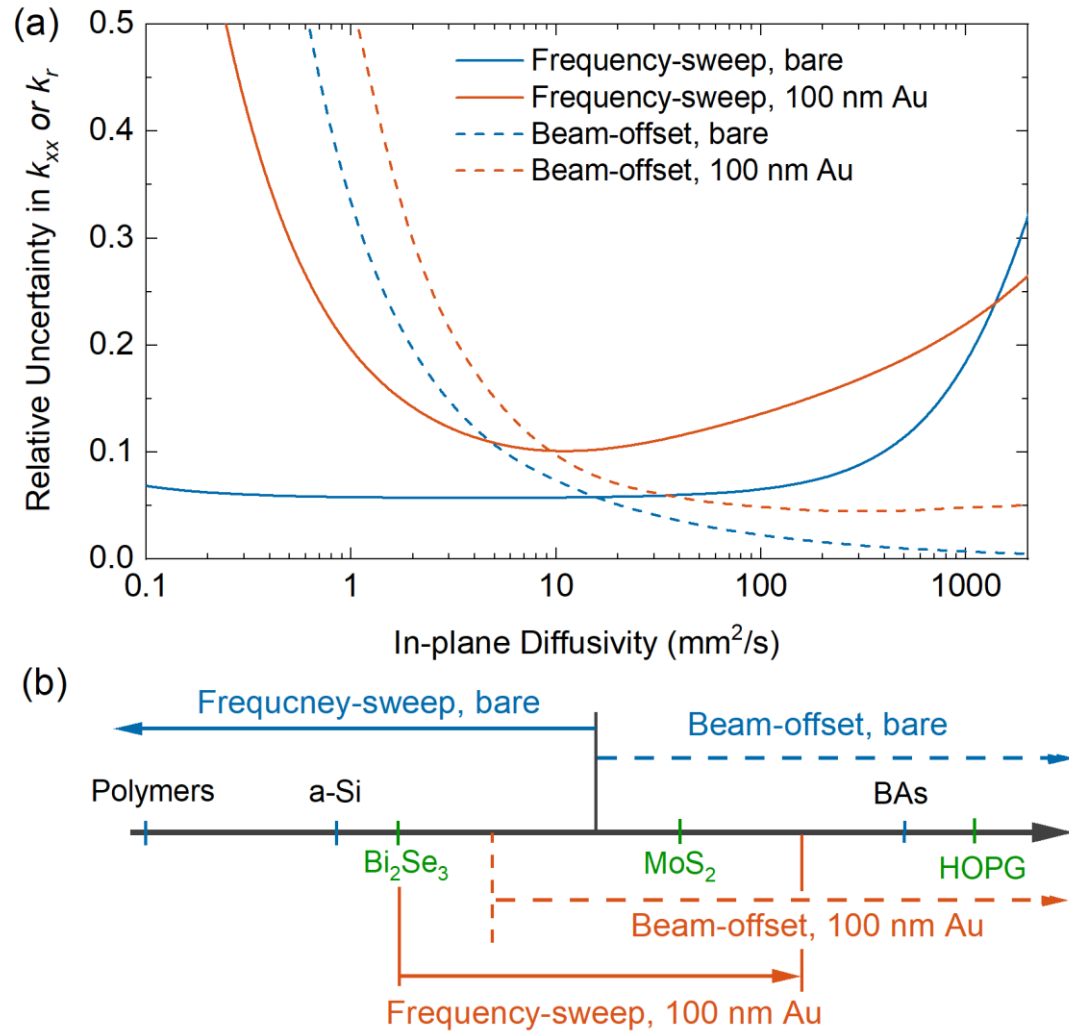 (a)
Relative Uncertainty in kₓₓ or kᵣ
0.5
0.4
0.3
0.2
0.1
0.0
Frequency-sweep, bare
Frequency-sweep, 100 nm Au
Beam-offset, bare
Beam-offset, 100 nm Au
0.1 1 10 100 1000
In-plane Diffusivity (mm²/s)
(b)
Frequcney-sweep, bare
Beam-offset, bare
Polymers a-Si BAs
Bi₂Se₃ MoS₂ HOPG
Beam-offset, 100 nm Au
Frequency-sweep, 100 nm Au